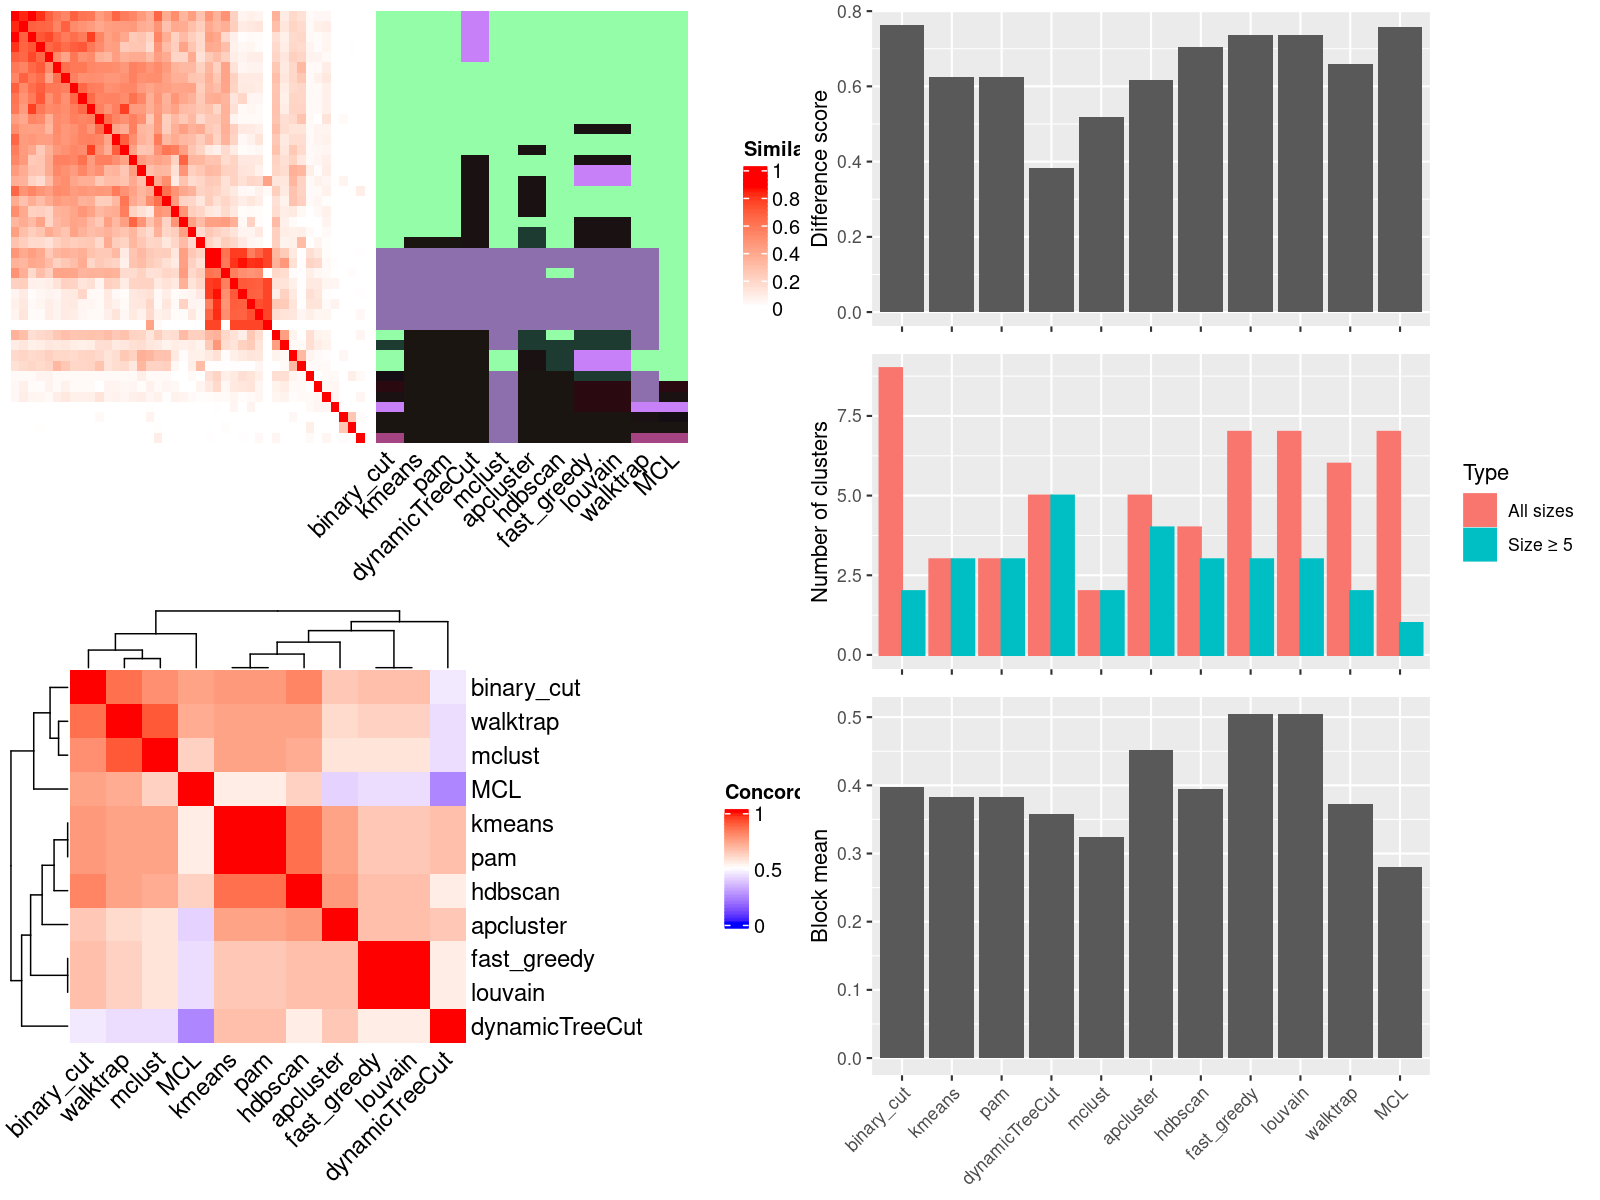 Simila
1
0.8
0.6
0.4
0.2
0
binary_cut
kmeans
pam
dynamicTreeCut
mclust
apcluster
hdbscan
fast_greedy
louvain
walktrap
MCL
binary_cut
walktrap
mclust
MCL
kmeans
pam
hdbscan
apcluster
fast_greedy
louvain
dynamicTreeCut
binary_cut
walktrap
mclust
MCL
kmeans
pam
hdbscan
apcluster
fast_greedy
louvain
dynamicTreeCut
Concord
1
0.5
0
Difference score
0.8
0.6
0.4
0.2
0.0
Number of clusters
7.5
5.0
2.5
0.0
Type
All sizes
Size ≥ 5
Block mean
0.5
0.4
0.3
0.2
0.1
0.0
binary_cut
kmeans
pam
dynamicTreeCut
mclust
apcluster
hdbscan
fast_greedy
louvain
walktrap
MCL